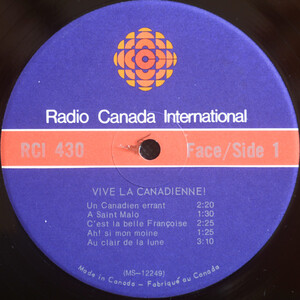 Radio Canada International
RCI 430 Face/Side 1
VIVE LA CANADIENNE!
Un Canadien errant 2:20
A Saint Malo 1:30
C'est la belle Françoise 2:25
Ah! si mon moine 1:25
Au clair de la lune 3:10
(MS-12249)
Made in Canada - Fabriqué au Canada